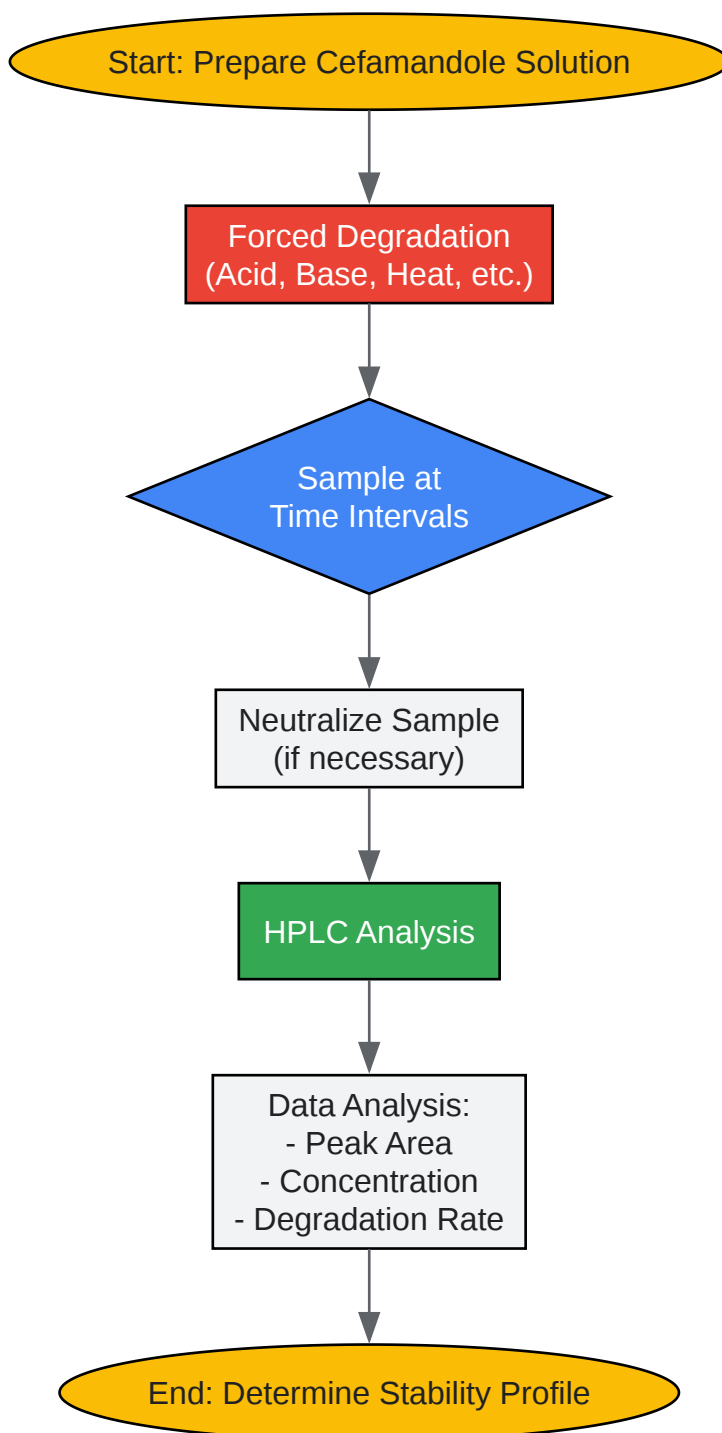 Start: Prepare Cefamandole Solution
Forced Degradation
(Acid, Base, Heat, etc.)
Sample at
Time Intervals
Neutralize Sample
(if necessary)
HPLC Analysis
Data Analysis:
- Peak Area
- Concentration
- Degradation Rate
End: Determine Stability Profile